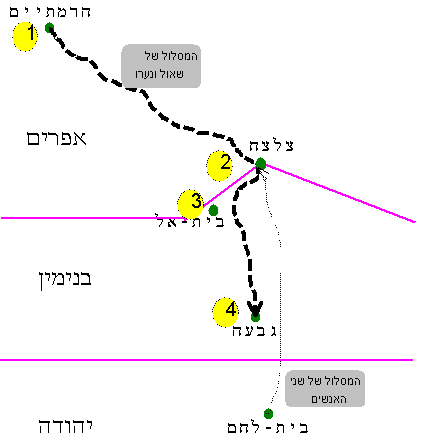 הרמתיים
1
המסלול של
שאול ונערו
אפרים
צלצח
2
3
בית-אל
בנימין
4
גבעה
המסלול של שני
האנשים
יהודה
בית-לחם